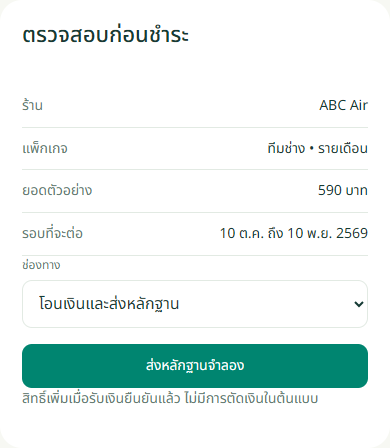 ตรวจสอบก่อนชำระ
ร้าน ABC Air
แพ็กเกจ ทีมช่าง • รายเดือน
ยอดตัวอย่าง 590 บาท
รอบที่จะต่อ 10 ต.ค. ถึง 10 พ.ย. 2569
ช่องทาง
โอนเงินและส่งหลักฐาน
ส่งหลักฐานจำลอง
สิทธิ์เพิ่มเมื่อรับเงินยืนยันแล้ว ไม่มีการตัดเงินในต้นแบบ